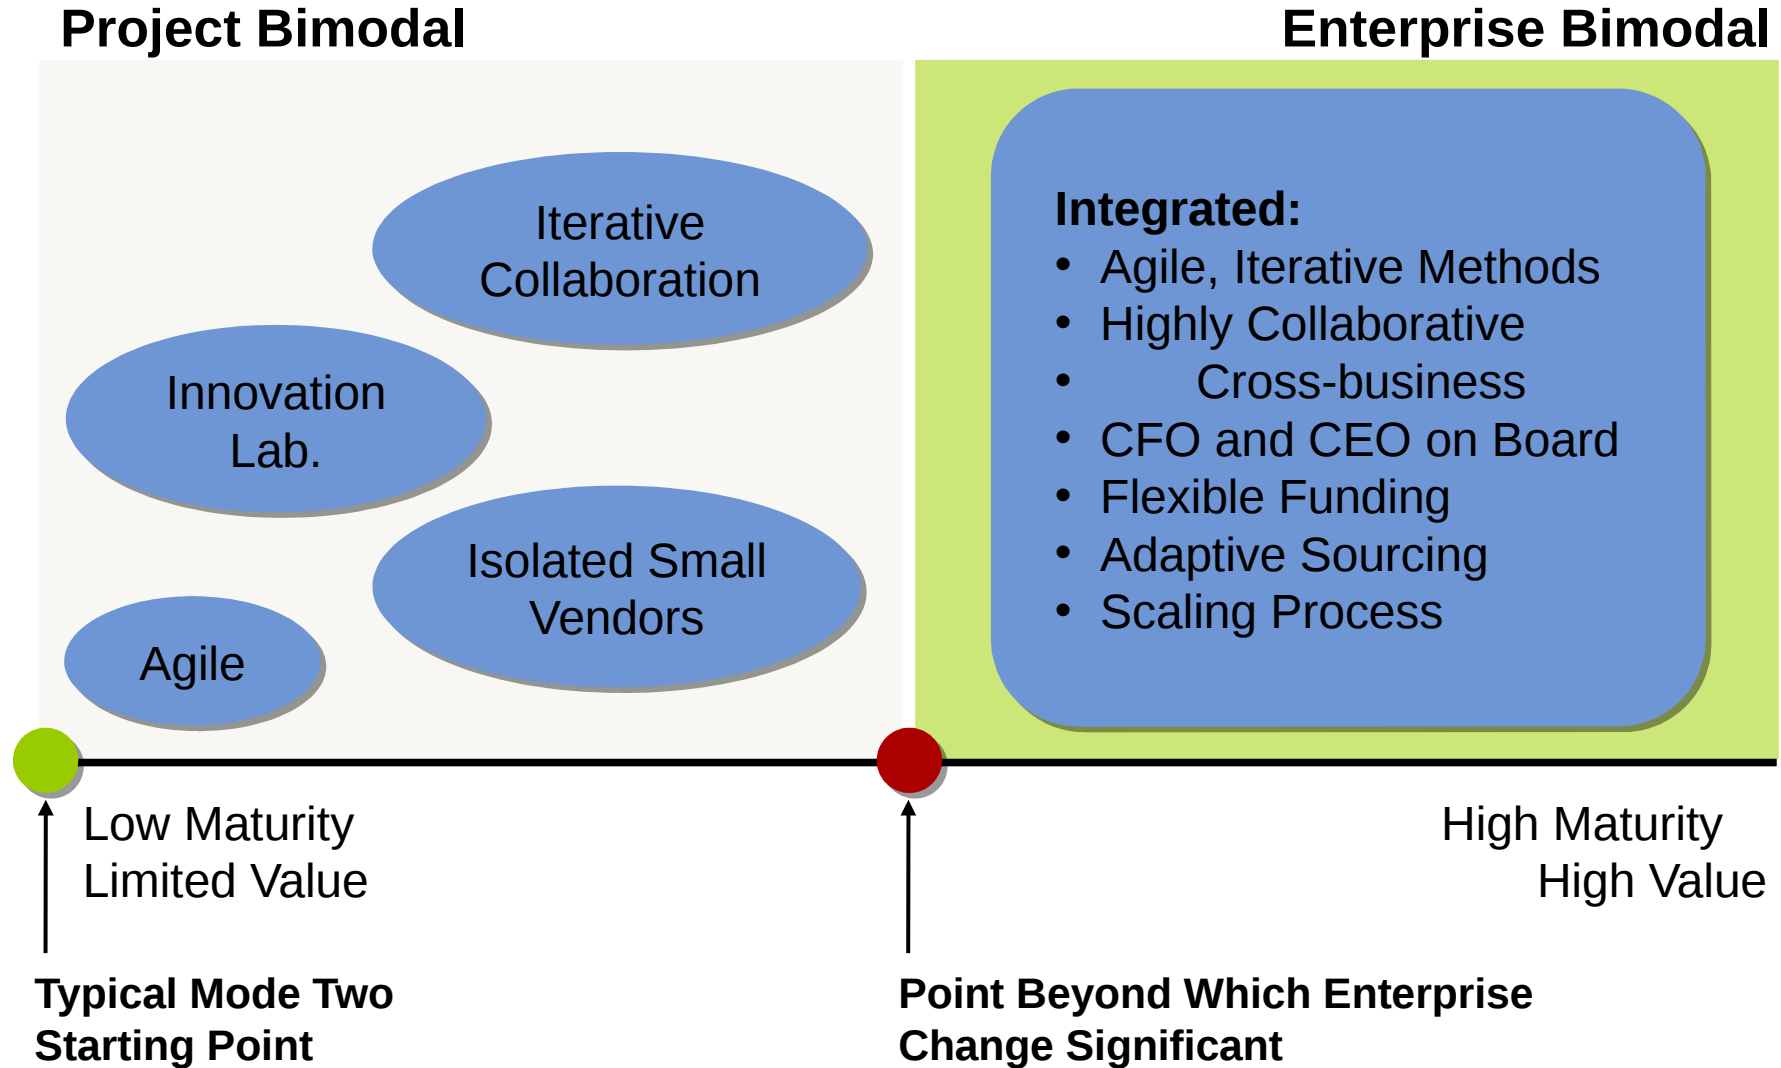 Project Bimodal
Enterprise Bimodal
Iterative
Collaboration
Innovation
Lab.
Isolated Small
Vendors
Agile
Integrated:
• Agile, Iterative Methods
• Highly Collaborative
• Cross-business
• CFO and CEO on Board
• Flexible Funding
• Adaptive Sourcing
• Scaling Process
Low Maturity
Limited Value
High Maturity
High Value
Typical Mode Two
Starting Point
Point Beyond Which Enterprise
Change Significant